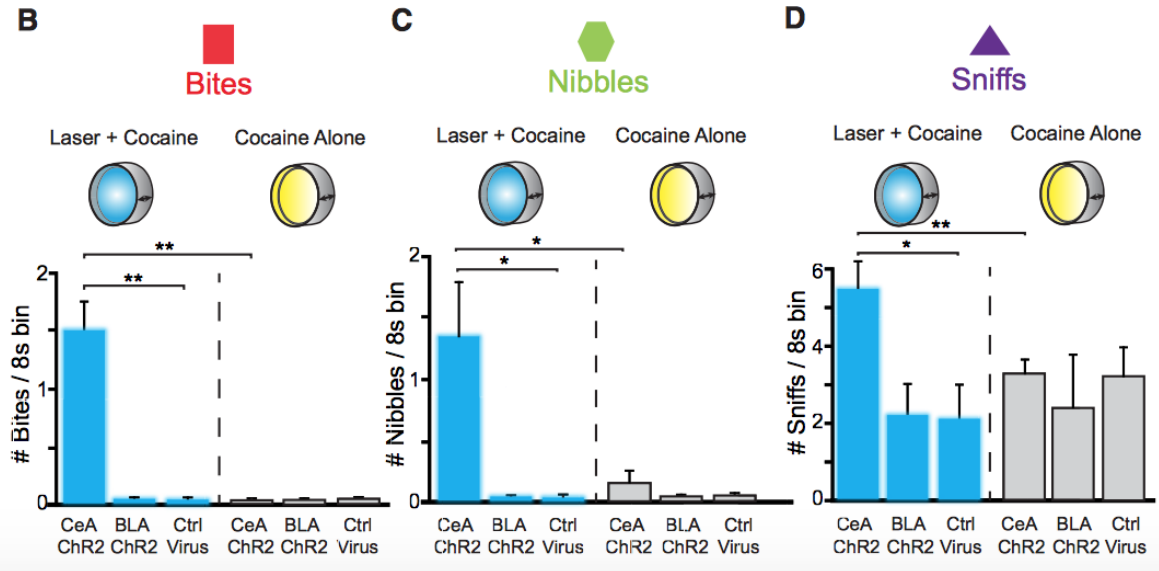 B
Bites
Laser + Cocaine
Cocaine Alone
**
**
# Bites / 8s bin
2
1
0
CeA BLA Ctrl CeA BLA Ctrl
ChR2 ChR2 Virus ChR2 ChR2 Virus
C
Nibbles
Laser + Cocaine
Cocaine Alone
*
*
# Nibbles / 8s bin
2
1
0
CeA BLA Ctrl CeA BLA Ctrl
ChR2 ChR2 Virus ChR2 ChR2 Virus
D
Sniffs
Laser + Cocaine
Cocaine Alone
**
*
# Sniffs / 8s bin
6
4
2
0
CeA BLA Ctrl CeA BLA Ctrl
ChR2 ChR2 Virus ChR2 ChR2 Virus